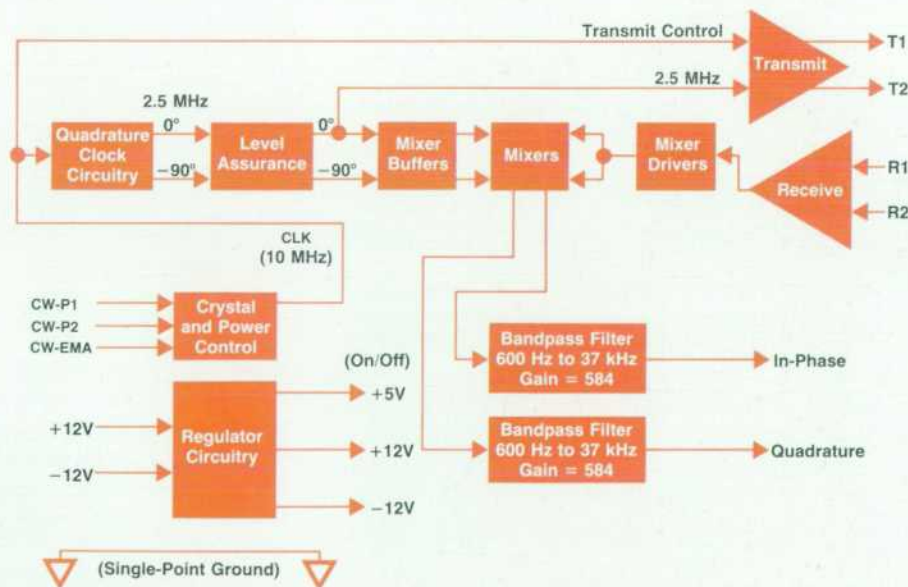 Transmit Control
T1
Transmit
2.5 MHz
T2
2.5 MHz
Quadrature
Clock
Circuitry
0°
−90°
Level
Assurance
0°
−90°
Mixer
Buffers
Mixers
Mixer
Drivers
Receive
R1
R2
CLK
(10 MHz)
CW-P1
CW-P2
CW-EMA
Crystal
and Power
Control
Bandpass Filter
600 Hz to 37 kHz
Gain = 584
In-Phase
(On/Off)
+5V
+12V
−12V
Regulator
Circuitry
+12V
−12V
Bandpass Filter
600 Hz to 37 kHz
Gain = 584
Quadrature
(Single-Point Ground)